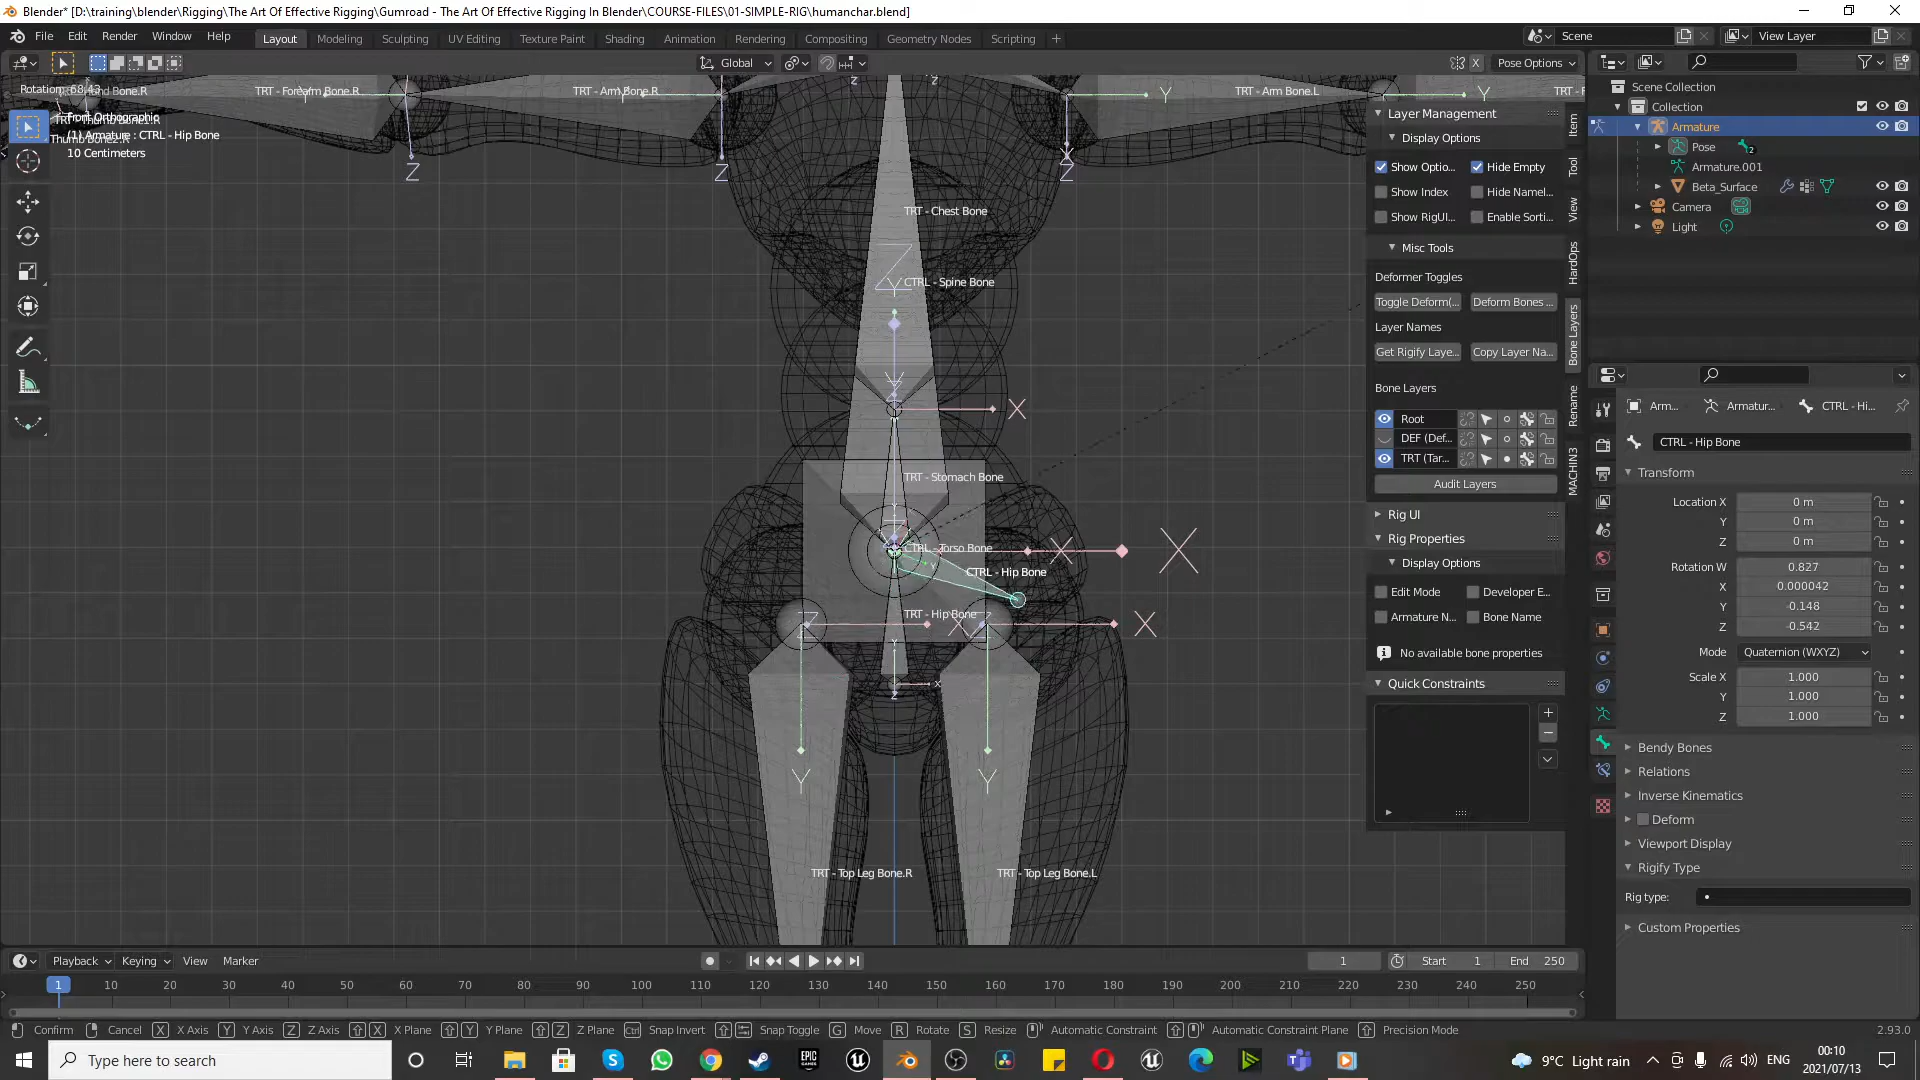 Blender* [D:\training\blender\Rigging\The Art Of Effective Rigging\Gumroad - The Art Of Effective Rigging In Blender\COURSE-FILES\01-SIMPLE-RIG\humanchar.blend]
File Edit Render Window Help
Layout Modeling Sculpting UV Editing Texture Paint Shading Animation Rendering Compositing Geometry Nodes Scripting +
Scene
View Layer
Global
X
Pose Options
Rotation: 68.43
Front Orthographic
(1) Armature : CTRL - Hip Bone
10 Centimeters
TRT - Forearm Bone.R
TRT - Arm Bone.R
TRT - Arm Bone.L
TRT - Chest Bone
CTRL - Spine Bone
TRT - Stomach Bone
CTRL - Torso Bone
CTRL - Hip Bone
TRT - Hip Bone
TRT - Top Leg Bone.R
TRT - Top Leg Bone.L
Layer Management
Display Options
Show Optio... Hide Empty
Show Index Hide Namel...
Show RigUI... Enable Sorti...
Misc Tools
Deformer Toggles
Toggle Deform(... Deform Bones ...
Layer Names
Get Rigify Laye... Copy Layer Na...
Bone Layers
Root
DEF (Def...
TRT (Tar...
Audit Layers
Rig UI
Rig Properties
Display Options
Edit Mode Developer E...
Armature N... Bone Name
No available bone properties
Quick Constraints
Item
Tool
View
HardOps
Bone Layers
Rename
MACHIN3
Scene Collection
Collection
Armature
Pose 2
Armature.001
Beta_Surface
Camera
Light
Arm... Armatur... CTRL - Hi...
CTRL - Hip Bone
Transform
Location X 0 m
Y 0 m
Z 0 m
Rotation W 0.827
X 0.000042
Y -0.148
Z -0.542
Mode Quaternion (WXYZ)
Scale X 1.000
Y 1.000
Z 1.000
Bendy Bones
Relations
Inverse Kinematics
Deform
Viewport Display
Rigify Type
Rig type:
Custom Properties
Playback Keying View Marker
1 Start 1 End 250
1 10 20 30 40 50 60 70 80 90 100 110 120 130 140 150 160 170 180 190 200 210 220 230 240 250
Confirm Cancel X X Axis Y Y Axis Z Z Axis X X Plane Y Y Plane Z Z Plane Ctrl Snap Invert Snap Toggle G Move R Rotate S Resize Automatic Constraint Automatic Constraint Plane Precision Mode 2.93.0
Type here to search
9°C Light rain
ENG
00:10
2021/07/13